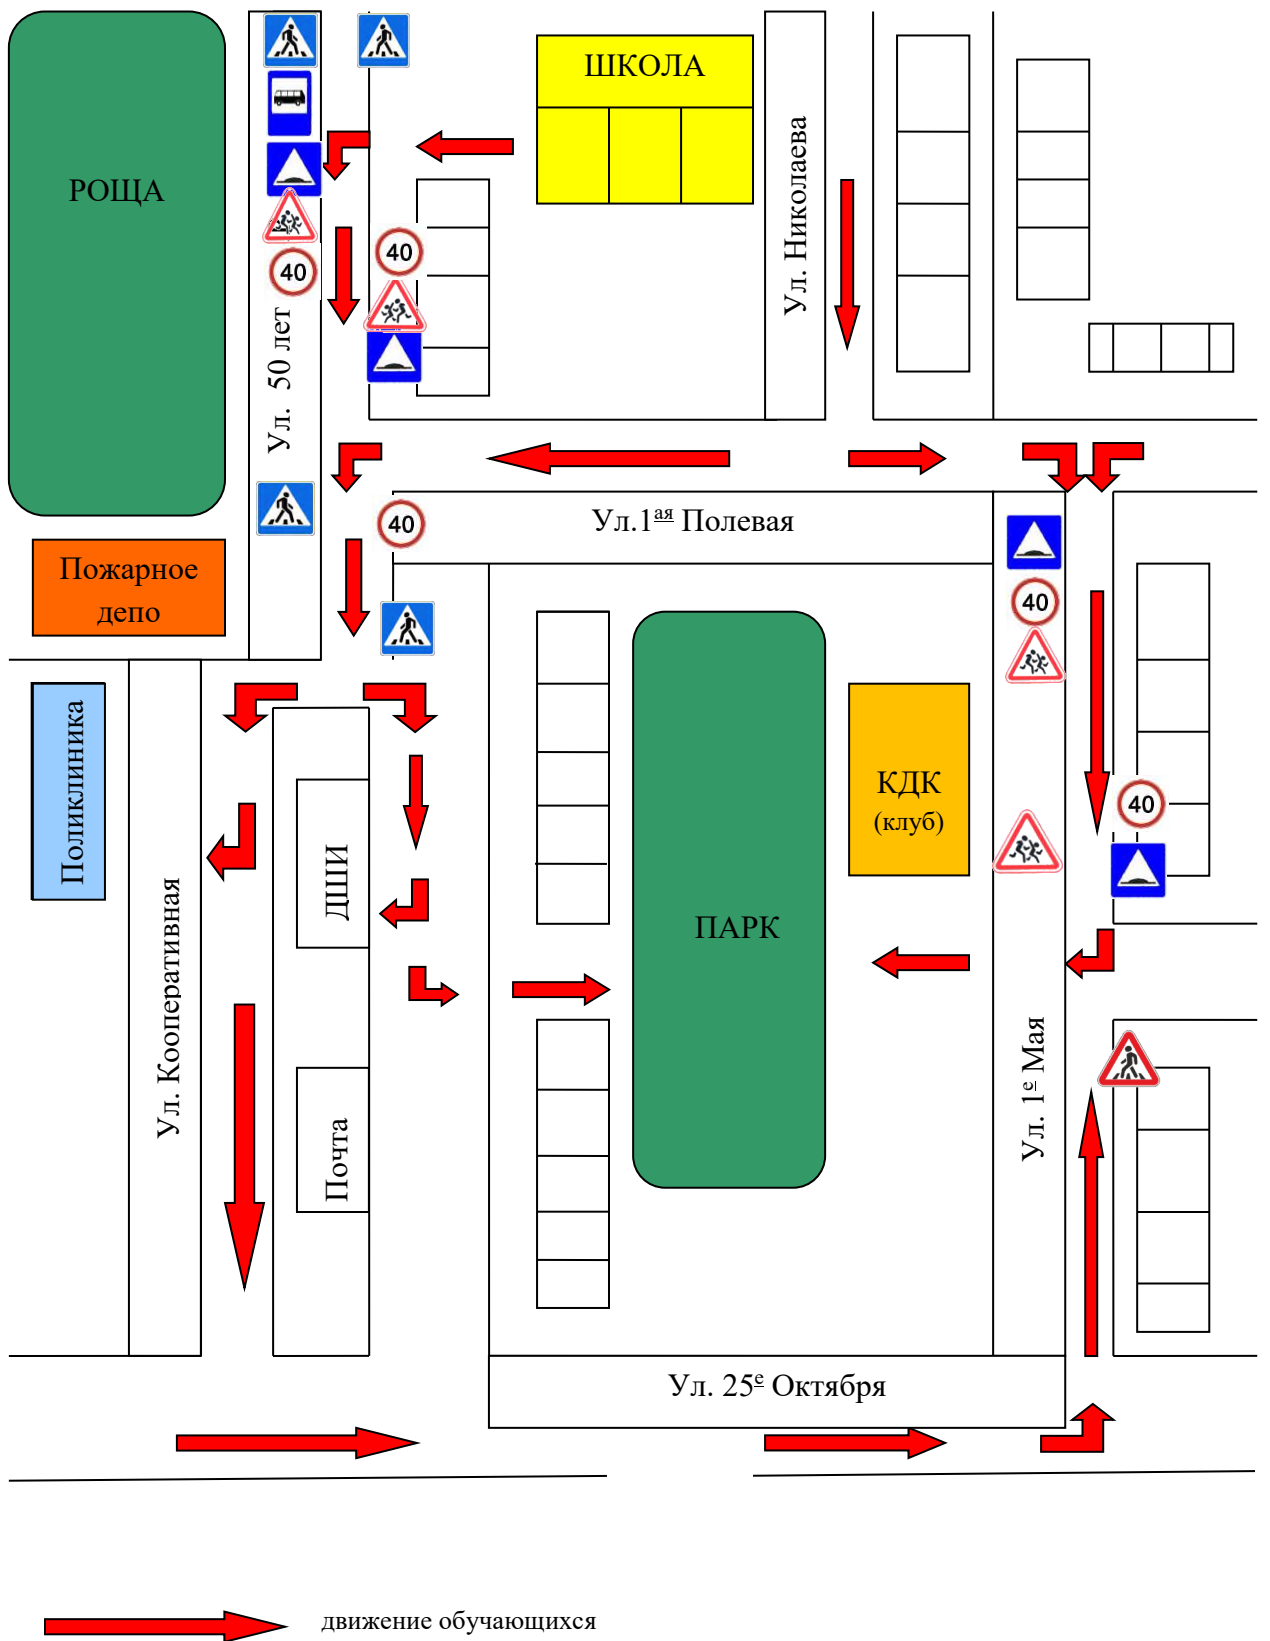 ШКОЛА
РОЩА
Ул. Николаева
40
40
Ул. 50 лет
40
Ул.1ая Полевая
Пожарное
депо
40
Поликлиника
КДК
(клуб)
40
ДШИ
ПАРК
Ул. Кооперативная
Ул. 1е Мая
Почта
Ул. 25е Октября
движение обучающихся